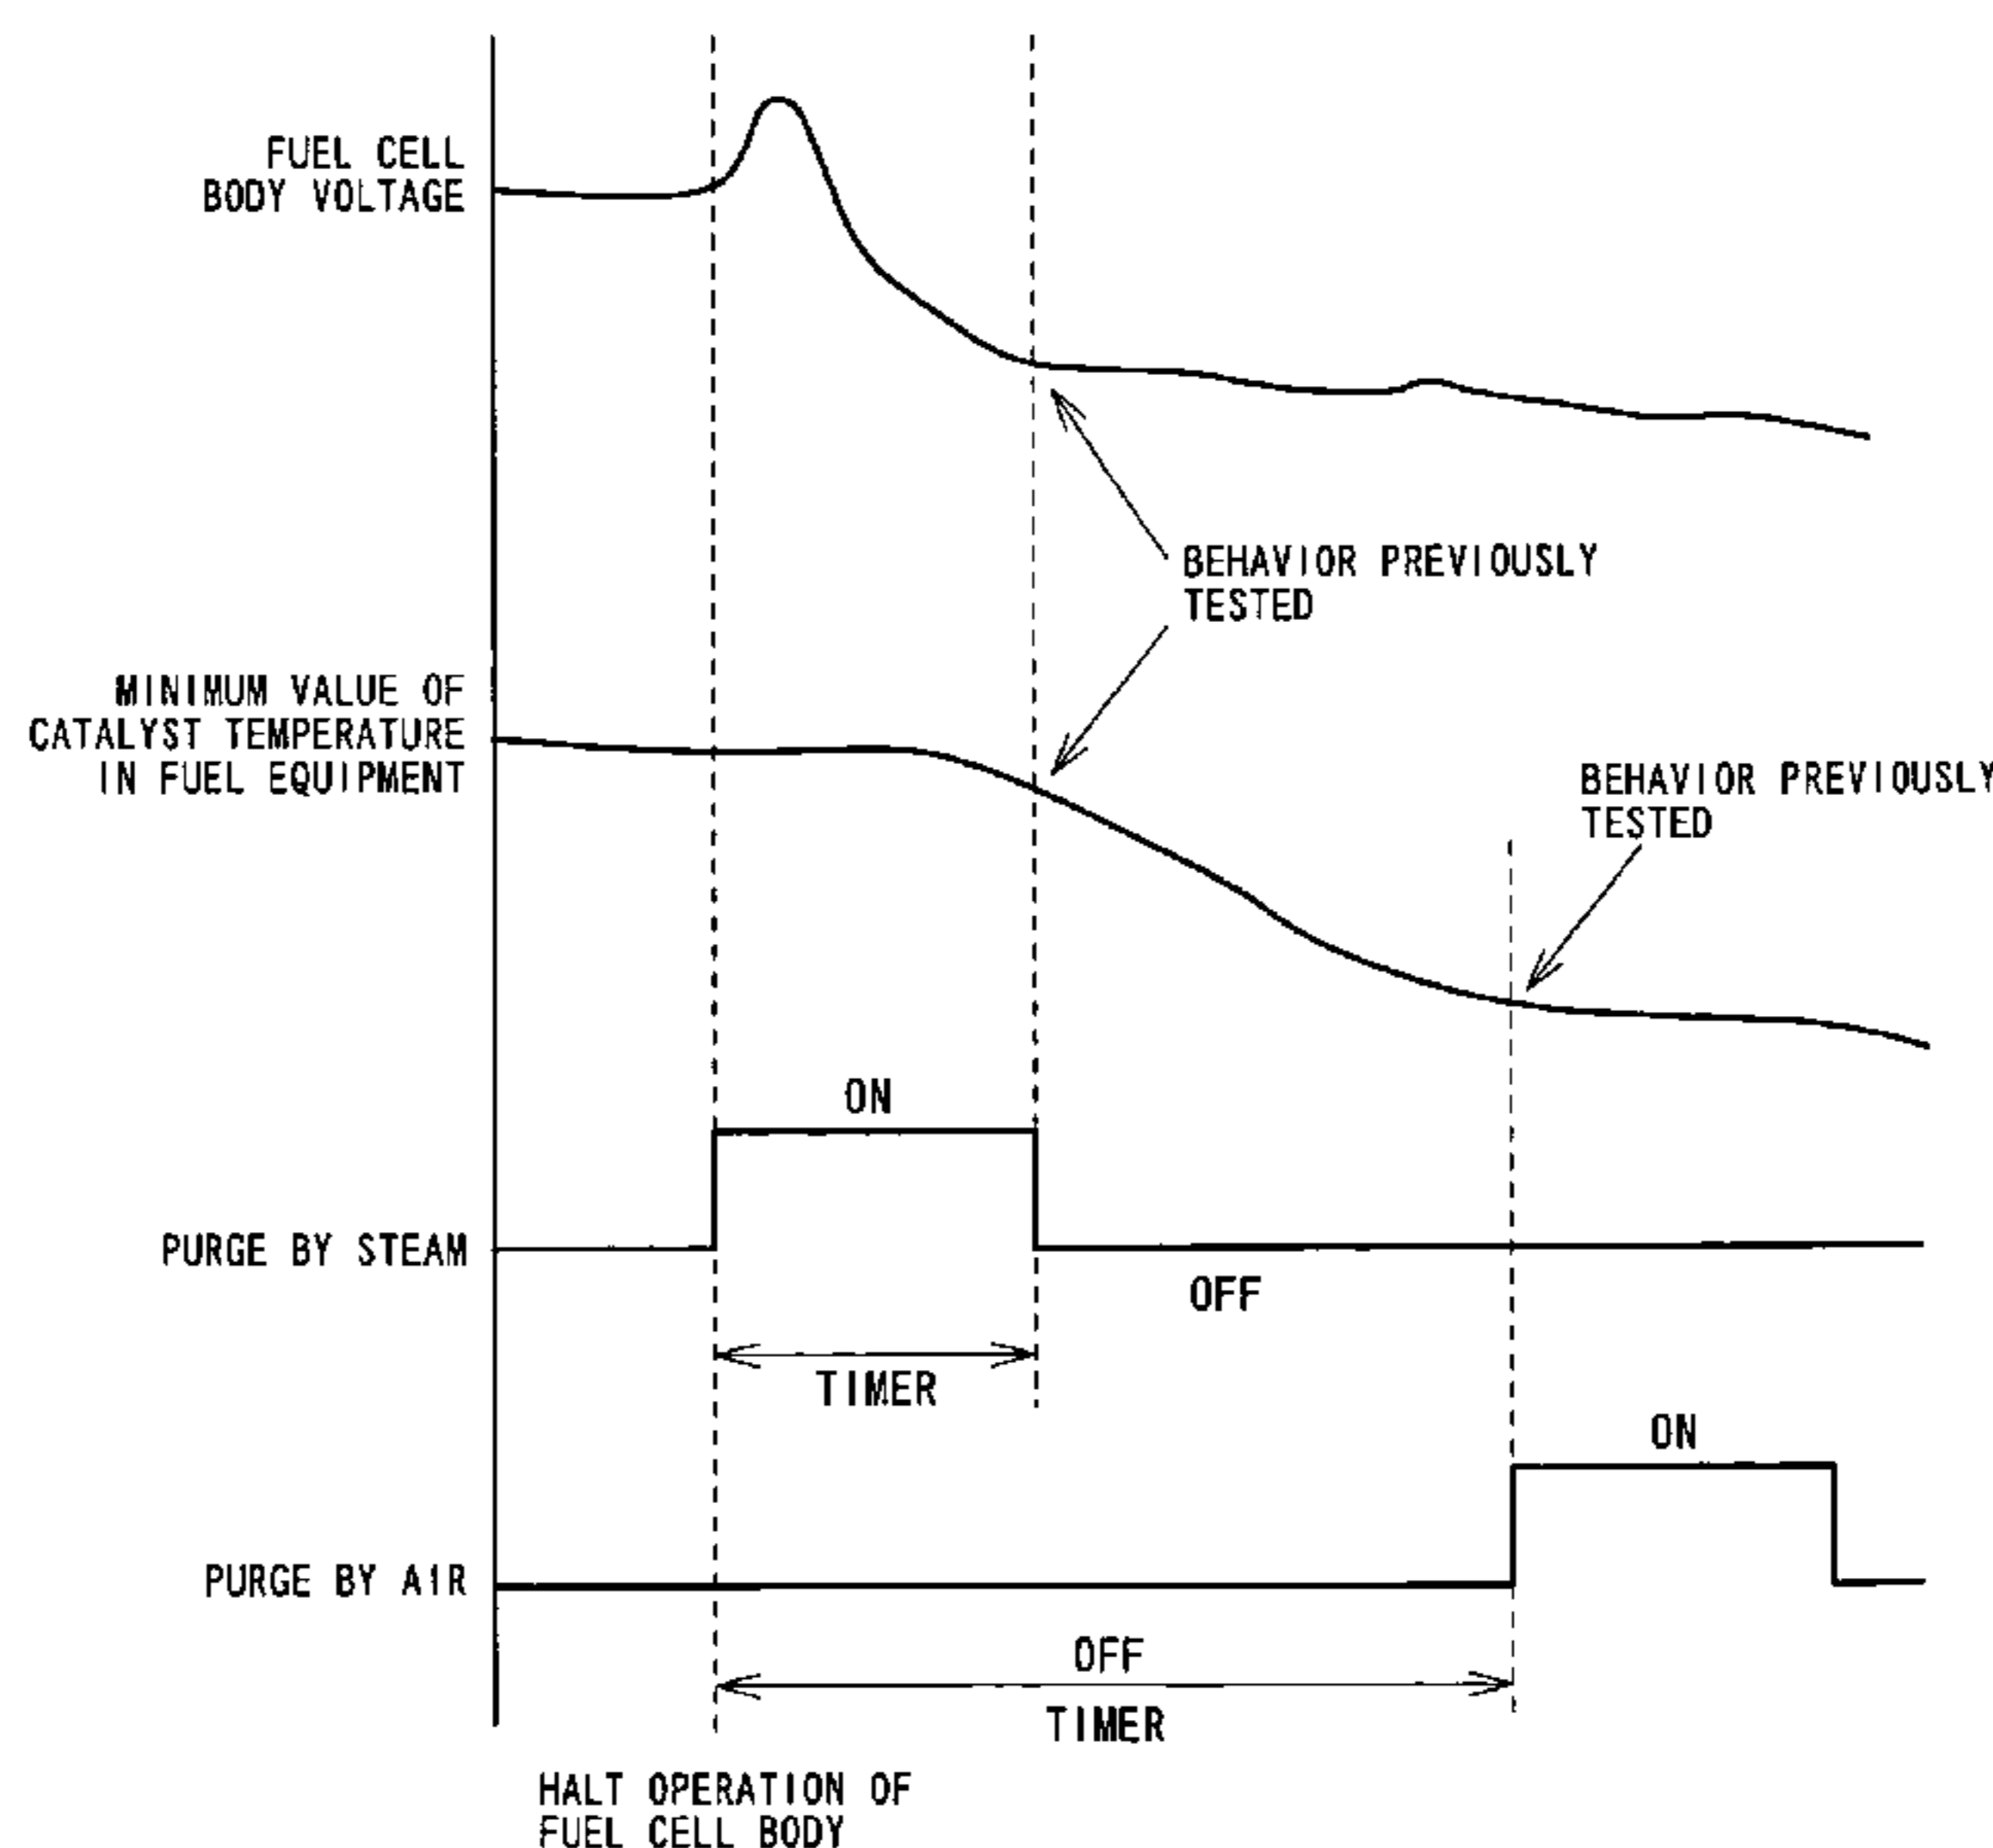 FUEL CELL
BODY VOLTAGE
BEHAVIOR PREVIOUSLY
TESTED
MINIMUM VALUE OF
CATALYST TEMPERATURE
IN FUEL EQUIPMENT
BEHAVIOR PREVIOUSLY
TESTED
ON
PURGE BY STEAM
OFF
TIMER
ON
PURGE BY AIR
OFF
TIMER
HALT OPERATION OF
FUEL CELL BODY